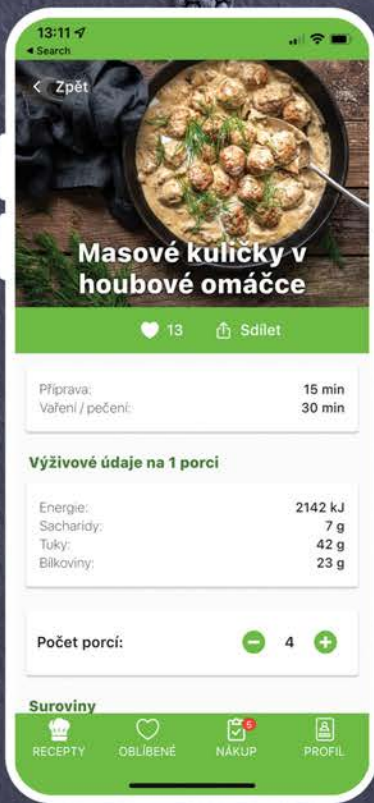 13:11
Search
Zpět
Masové kuličky v
houbové omáčce
13 Sdílet
Příprava: 15 min
Vaření / pečení: 30 min
Výživové údaje na 1 porci
Energie: 2142 kJ
Sacharidy: 7 g
Tuky: 42 g
Bílkoviny: 23 g
Počet porcí: 4
Suroviny
5
RECEPTY OBLÍBENÉ NÁKUP PROFIL